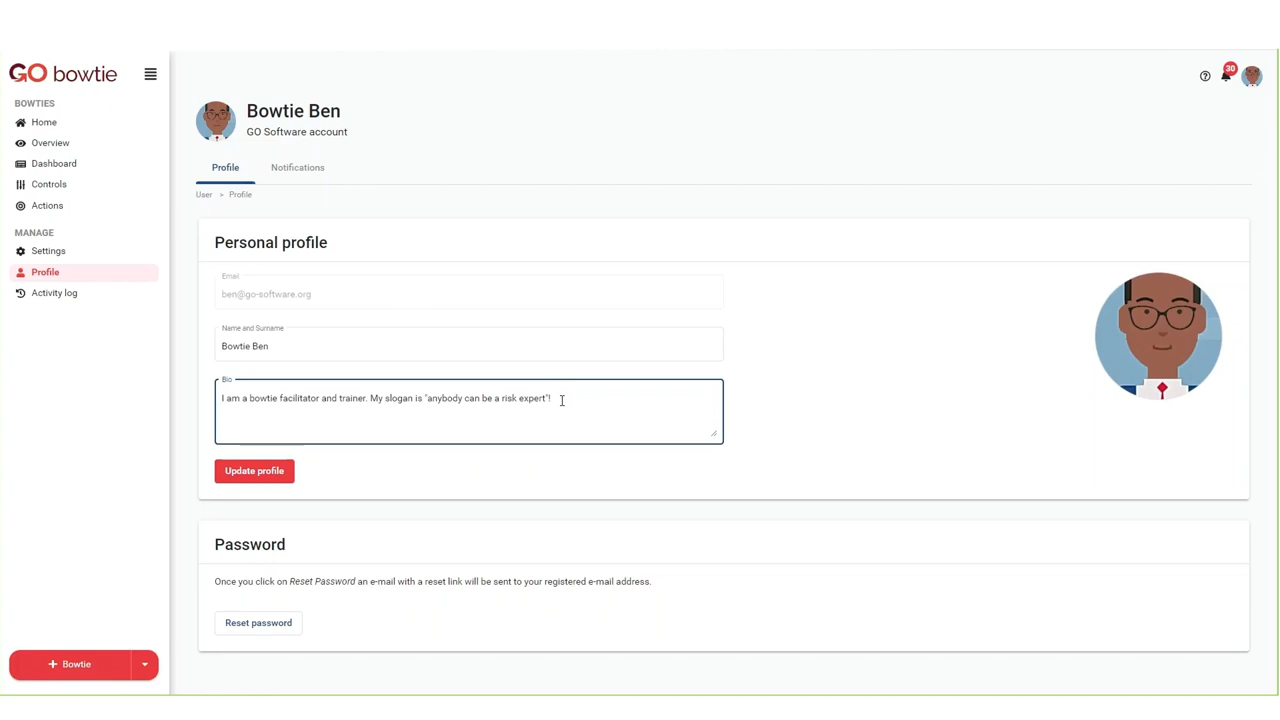 GO bowtie
BOWTIES
Home
Overview
Dashboard
Controls
Actions
MANAGE
Settings
Profile
Activity log
+ Bowtie
30
Bowtie Ben
GO Software account
Profile
Notifications
User > Profile
Personal profile
Email
ben@go-software.org
Name and Surname
Bowtie Ben
Bio
I am a bowtie facilitator and trainer. My slogan is "anybody can be a risk expert"!
Update profile
Password
Once you click on Reset Password an e-mail with a reset link will be sent to your registered e-mail address.
Reset password